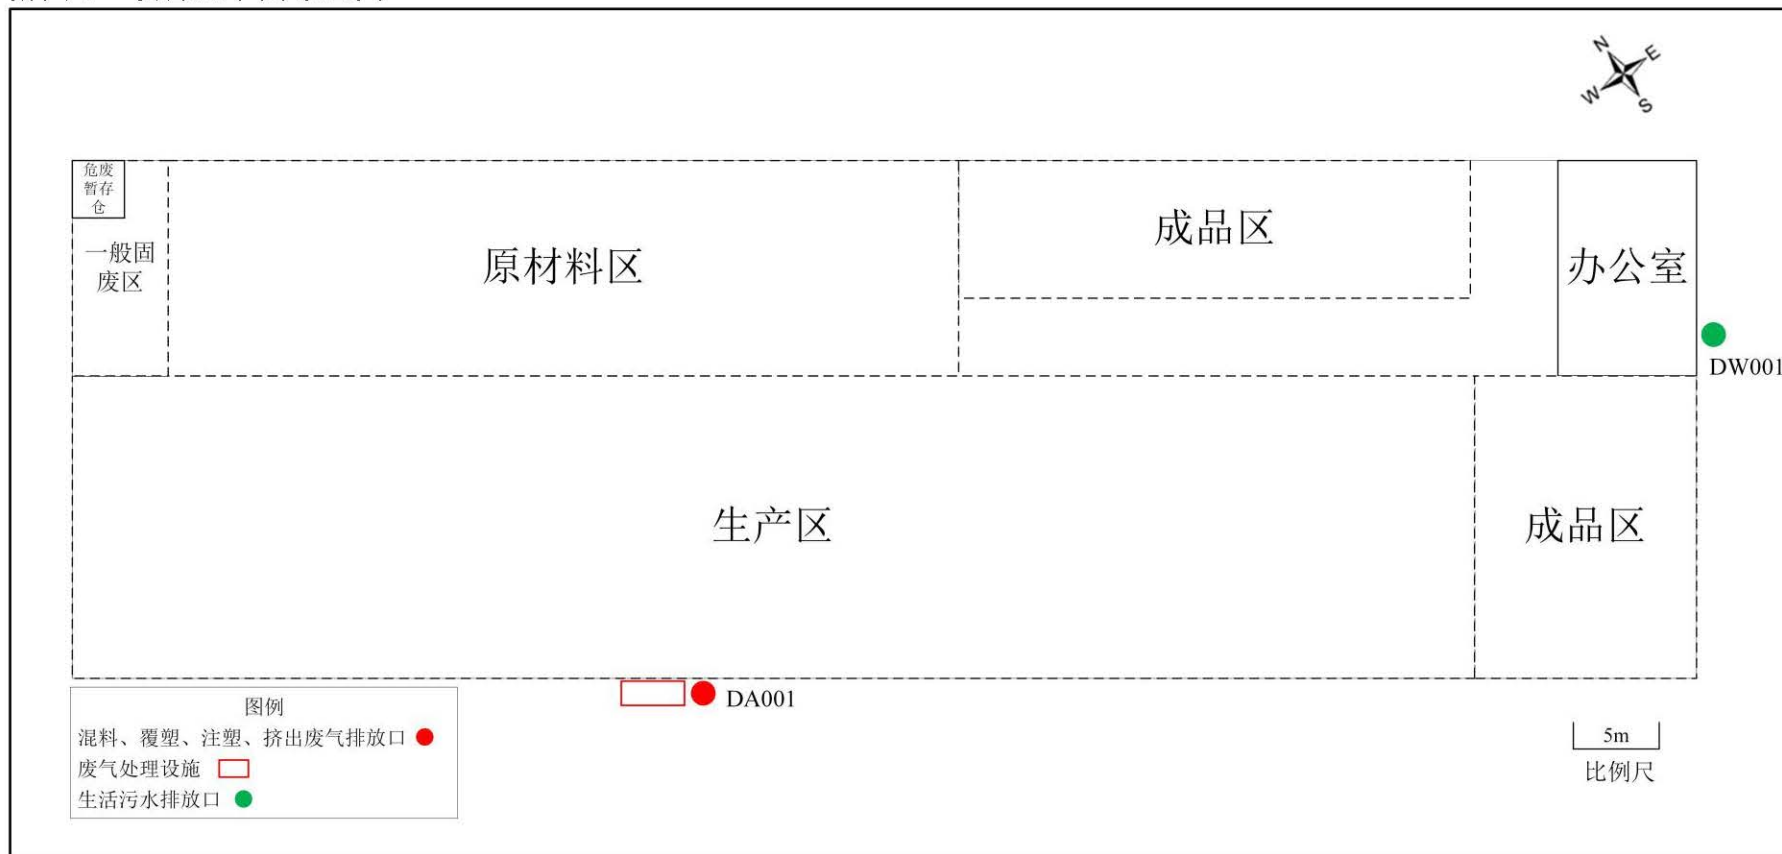 N
E
W
S
危废
暂存
仓
一般固
废区
原材料区
成品区
办公室
DW001
生产区
成品区
DA001
图例
混料、覆塑、注塑、挤出废气排放口
废气处理设施
生活污水排放口
5m
比例尺